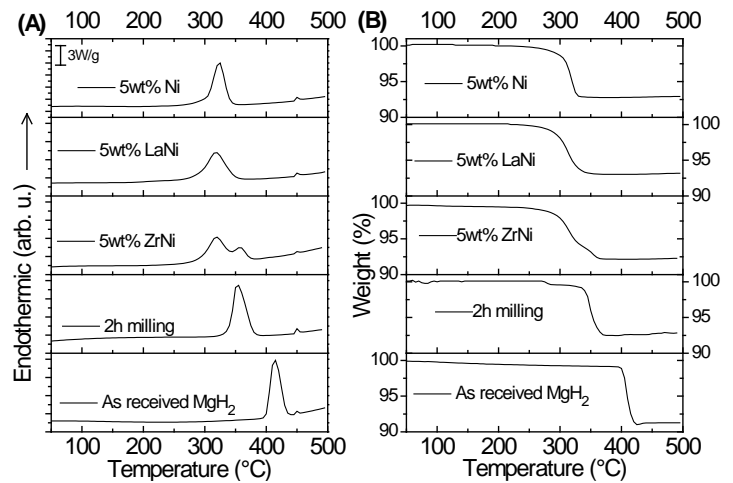 (A) 100 200 300 400 500
3W/g
5wt% Ni
5wt% LaNi
5wt% ZrNi
2h milling
As received MgH₂
Endothermic (arb. u.)
100 200 300 400 500
Temperature (°C)
(B) 100 200 300 400 500
100
95
90
5wt% Ni
100
95
90
5wt% LaNi
100
95
90
5wt% ZrNi
100
95
90
2h milling
100
95
90
As received MgH₂
Weight (%)
100 200 300 400 500
Temperature (°C)